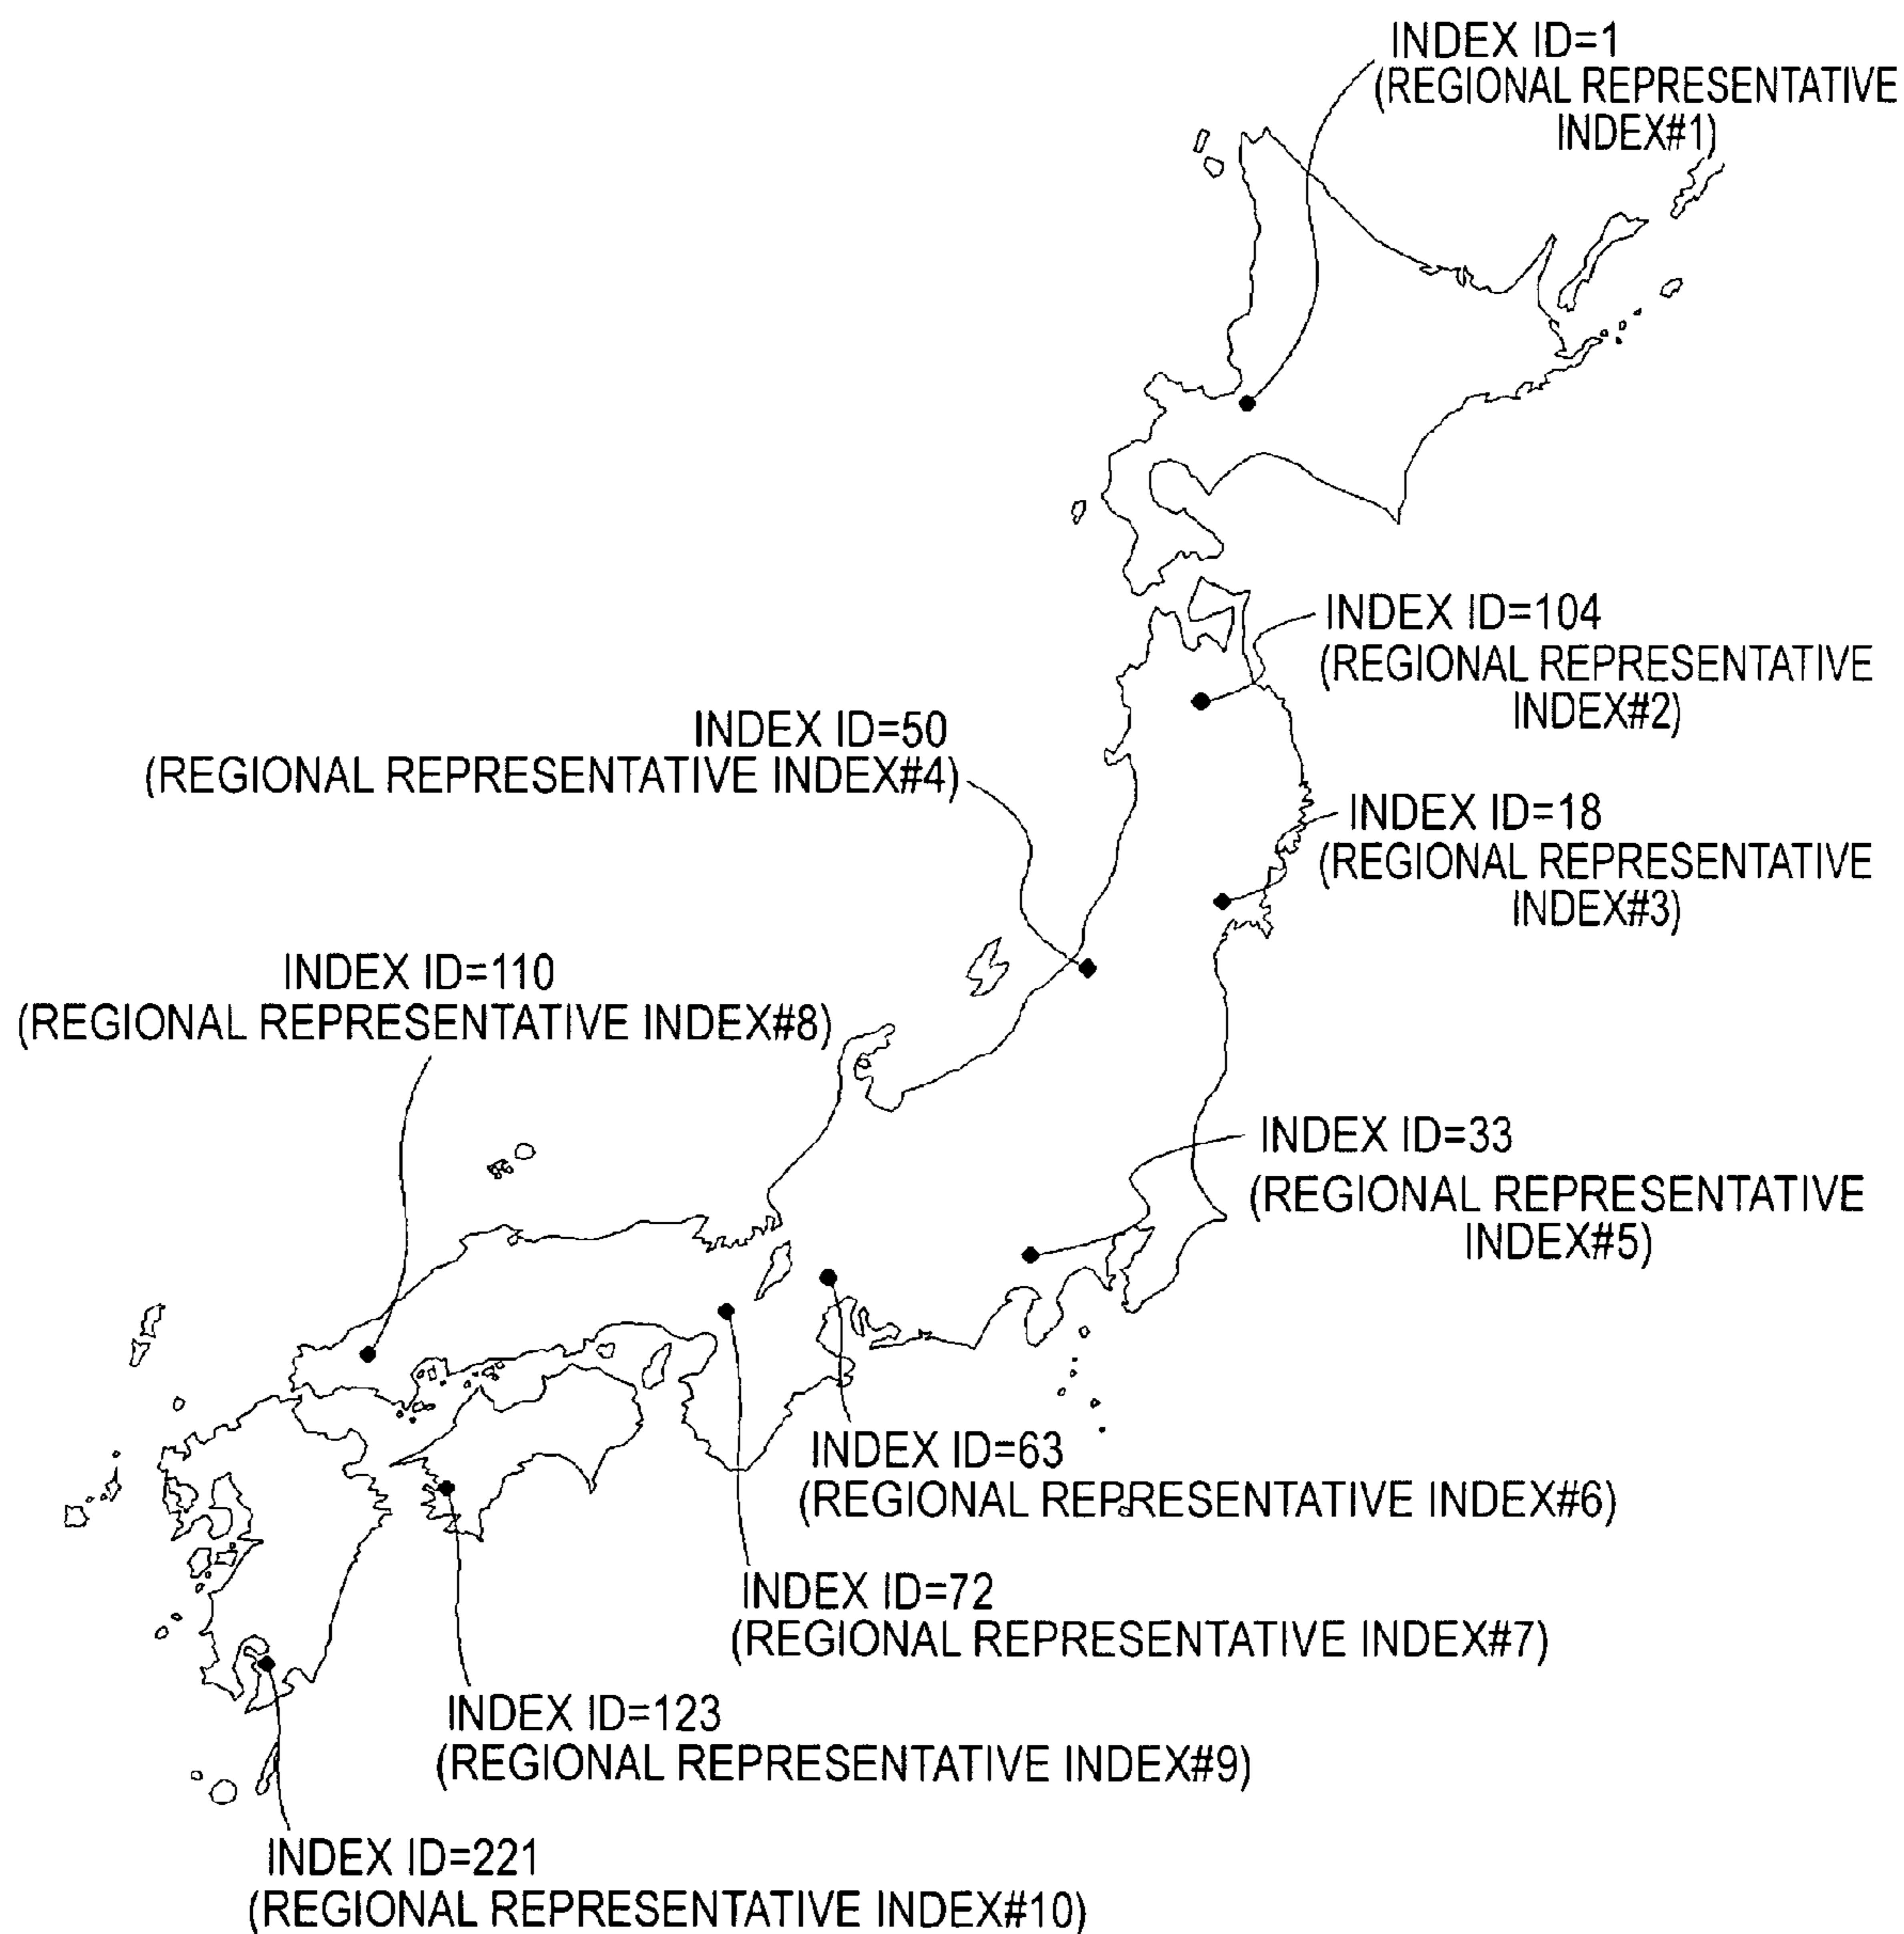 INDEX ID=1
(REGIONAL REPRESENTATIVE
INDEX#1)
INDEX ID=104
(REGIONAL REPRESENTATIVE
INDEX#2)
INDEX ID=50
(REGIONAL REPRESENTATIVE INDEX#4)
INDEX ID=18
(REGIONAL REPRESENTATIVE
INDEX#3)
INDEX ID=110
(REGIONAL REPRESENTATIVE INDEX#8)
INDEX ID=33
(REGIONAL REPRESENTATIVE
INDEX#5)
INDEX ID=63
(REGIONAL REPRESENTATIVE INDEX#6)
INDEX ID=72
(REGIONAL REPRESENTATIVE INDEX#7)
INDEX ID=123
(REGIONAL REPRESENTATIVE INDEX#9)
INDEX ID=221
(REGIONAL REPRESENTATIVE INDEX#10)